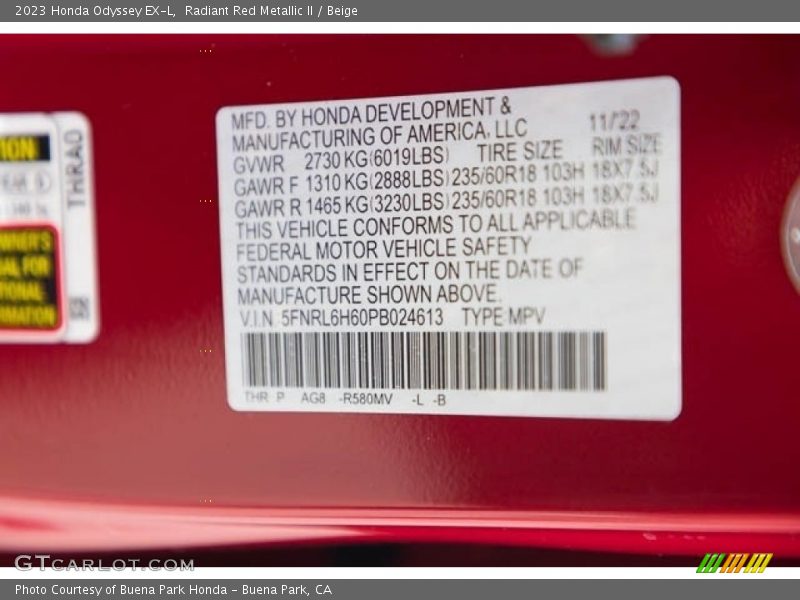 2023 Honda Odyssey EX-L, Radiant Red Metallic II / Beige
MFD. BY HONDA DEVELOPMENT &
MANUFACTURING OF AMERICA, LLC 11/22
GVWR 2730 KG(6019LBS) TIRE SIZE RIM SIZE
GAWR F 1310 KG(2888LBS) 235/60R18 103H 18X7.5J
GAWR R 1465 KG(3230LBS) 235/60R18 103H 18X7.5J
THIS VEHICLE CONFORMS TO ALL APPLICABLE
FEDERAL MOTOR VEHICLE SAFETY
STANDARDS IN EFFECT ON THE DATE OF
MANUFACTURE SHOWN ABOVE.
V.I.N. 5FNRL6H60PB024613 TYPE MPV
THR P AG8 -R580MV -L -B
THRAD
GTCARLOT.COM
Photo Courtesy of Buena Park Honda - Buena Park, CA